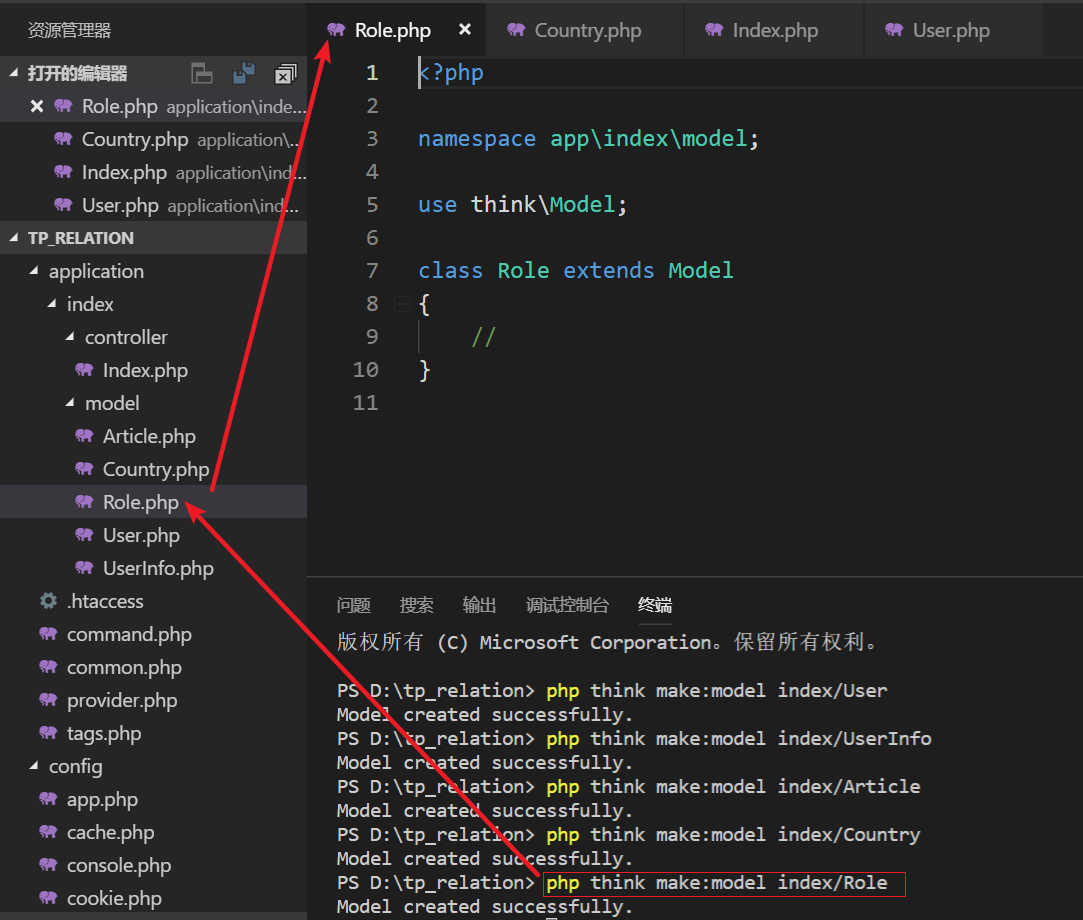 资源管理器
打开的编辑器
Role.php application\inde...
Country.php application\...
Index.php application\ind...
User.php application\ind...
TP_RELATION
application
index
controller
Index.php
model
Article.php
Country.php
Role.php
User.php
UserInfo.php
.htaccess
command.php
common.php
provider.php
tags.php
config
app.php
cache.php
console.php
cookie.php
Role.php Country.php Index.php User.php
1 <?php
2
3 namespace app\index\model;
4
5 use think\Model;
6
7 class Role extends Model
8 {
9 //
10 }
11
问题 搜索 输出 调试控制台 终端
版权所有 (C) Microsoft Corporation。保留所有权利。
PS D:\tp_relation> php think make:model index/User
Model created successfully.
PS D:\tp_relation> php think make:model index/UserInfo
Model created successfully.
PS D:\tp_relation> php think make:model index/Article
Model created successfully.
PS D:\tp_relation> php think make:model index/Country
Model created successfully.
PS D:\tp_relation> php think make:model index/Role
Model created successfully.